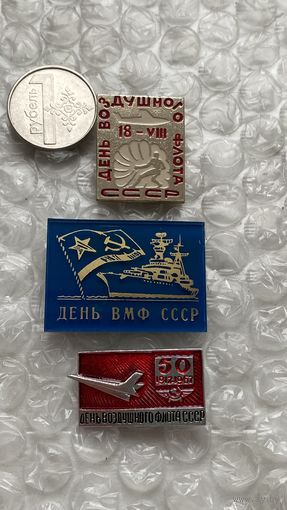 1
РУБЕЛЬ
ДЕНЬ ВОЗДУШНОГО ФЛОТА СССР
18-VIII
ДЕНЬ ВМФ СССР
50
ДЕНЬ ВОЗДУШНОГО ФЛОТА СССР